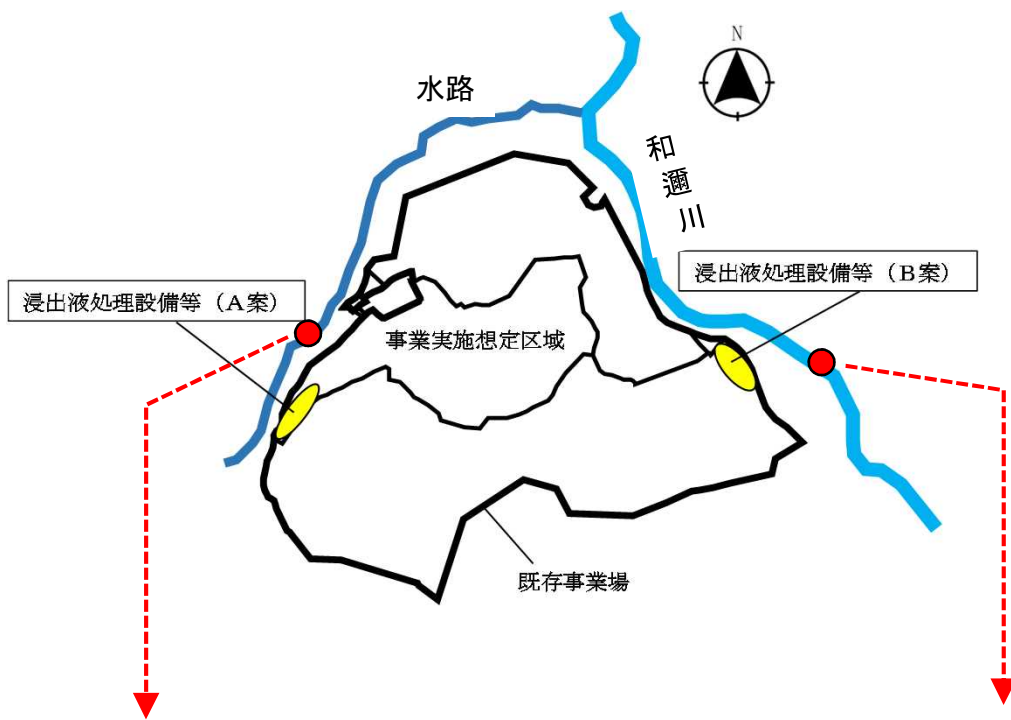 N
水路
和邇川
浸出液処理設備等（B案）
浸出液処理設備等（A案）
事業実施想定区域
既存事業場